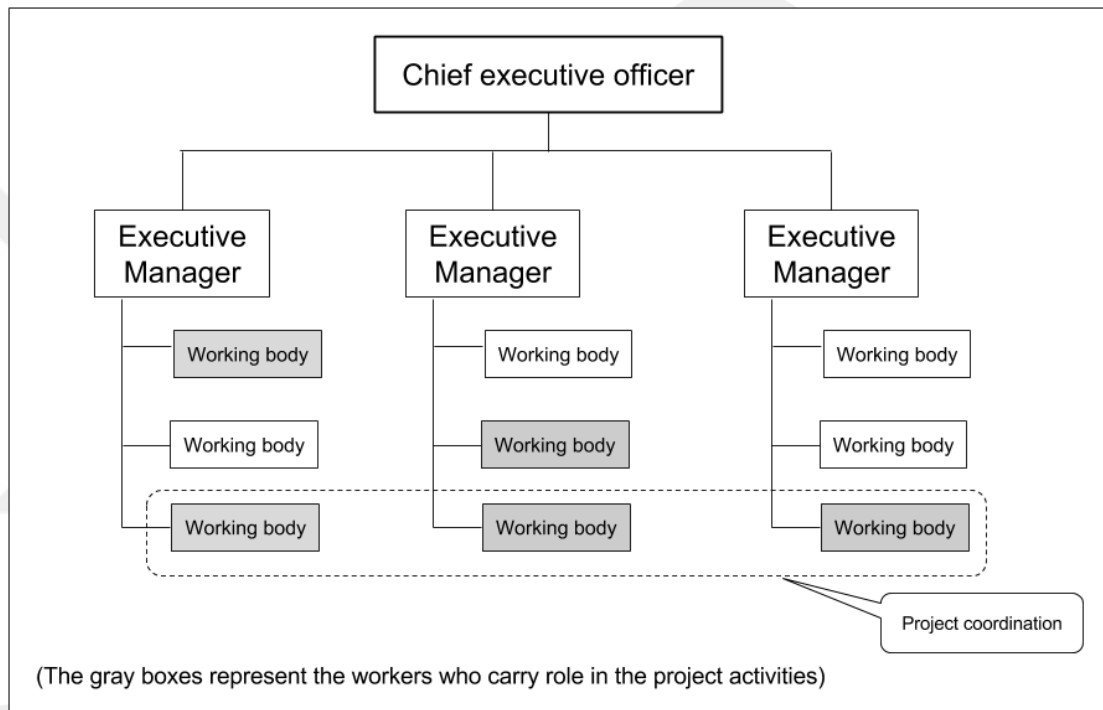 Chief executive officer
Executive
Manager
Executive
Manager
Executive
Manager
Working body
Working body
Working body
Working body
Working body
Working body
Working body
Working body
Working body
Project coordination
(The gray boxes represent the workers who carry role in the project activities)